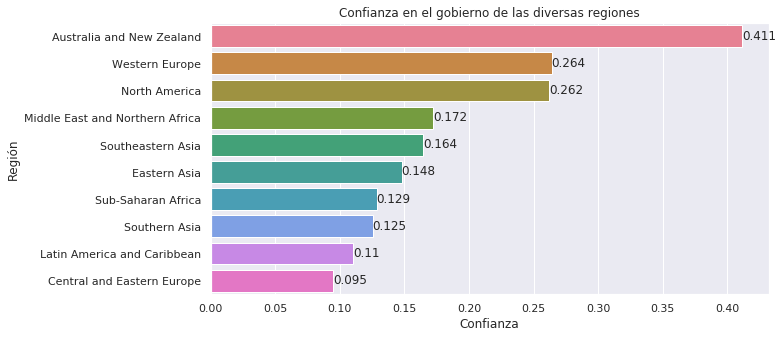 Confianza en el gobierno de las diversas regiones
Australia and New Zealand 0.411
Western Europe 0.264
North America 0.262
Middle East and Northern Africa 0.172
Southeastern Asia 0.164
Eastern Asia 0.148
Sub-Saharan Africa 0.129
Southern Asia 0.125
Latin America and Caribbean 0.11
Central and Eastern Europe 0.095
Región
0.00 0.05 0.10 0.15 0.20 0.25 0.30 0.35 0.40
Confianza